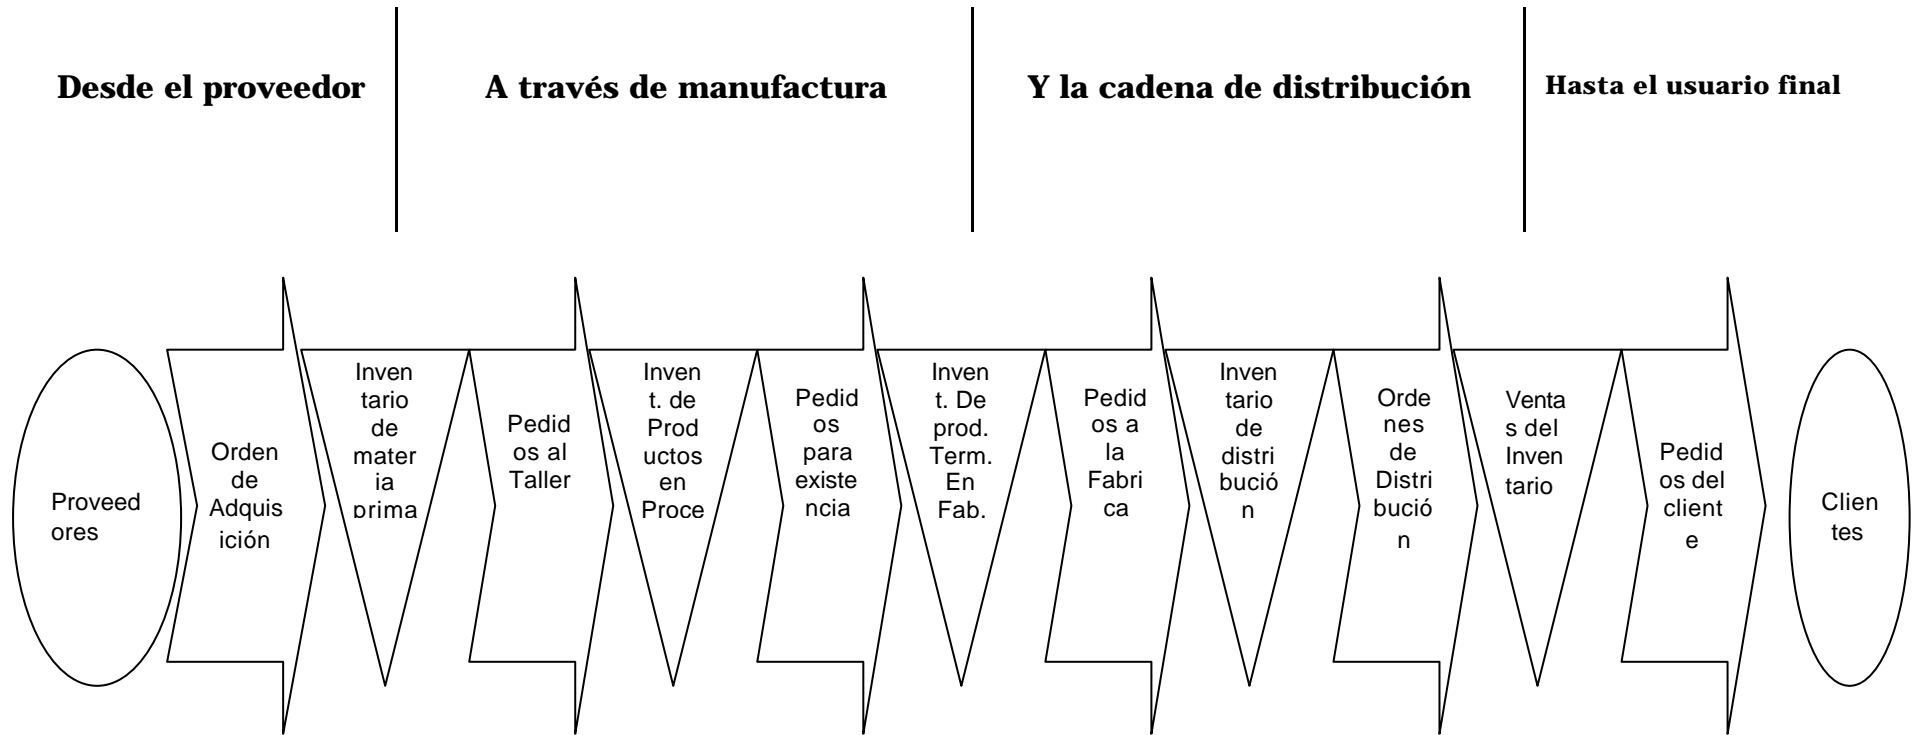 Desde el proveedor
A través de manufactura
Y la cadena de distribución
Hasta el usuario final
Proveed
ores
Orden
de
Adquis
ición
Inven
tario
de
mater
ia
prima
Pedid
os al
Taller
Inven
t. de
Prod
uctos
en
Proce
Pedid
os
para
existe
ncia
Inven
t. De
prod.
Term.
En
Fab.
Pedid
os a
la
Fabri
ca
Inven
tario
de
distri
bució
n
Orde
nes
de
Distri
bució
n
Venta
s del
Inven
tario
Pedid
os del
client
e
Clien
tes